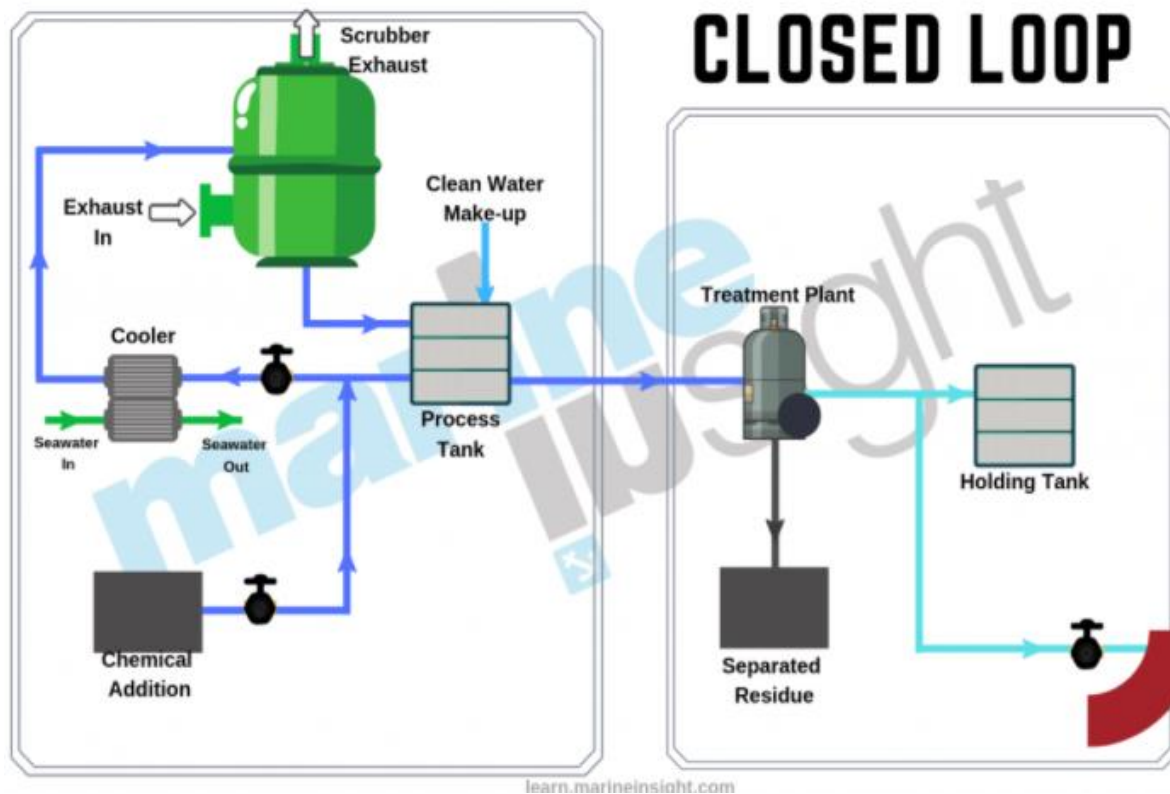 CLOSED LOOP
Scrubber
Exhaust
Exhaust
In
Clean Water
Make-up
Cooler
Seawater
In
Seawater
Out
Process
Tank
Chemical
Addition
Treatment Plant
Holding Tank
Separated
Residue
marine
insight
learn.marineinsight.com